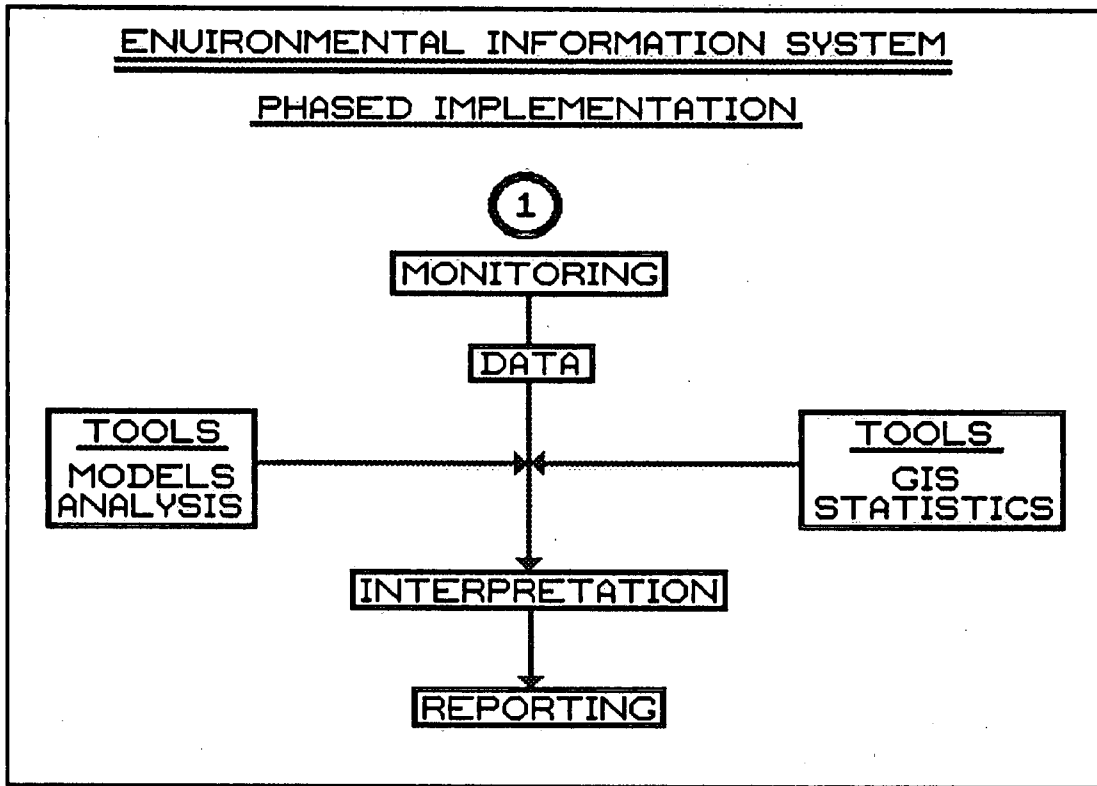 ENVIRONMENTAL INFORMATION SYSTEM
PHASED IMPLEMENTATION
1
MONITORING
DATA
TOOLS
MODELS
ANALYSIS
TOOLS
GIS
STATISTICS
INTERPRETATION
REPORTING